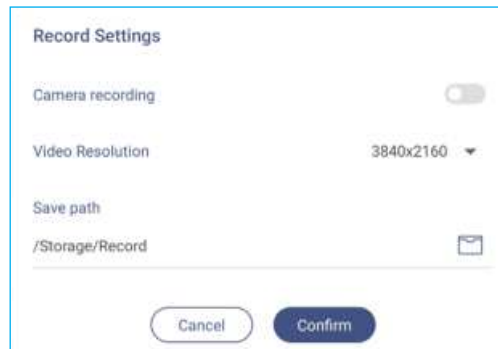 Record Settings
Camera recording
Video Resolution 3840x2160
Save path
/Storage/Record
Cancel Confirm